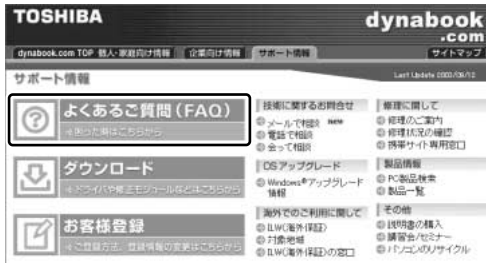 TOSHIBA
dynabook
.com
dynabook.com TOP 個人・家庭向け情報 企業向け情報 サポート情報 サイトマップ
サポート情報
Last Update 2003/06/12
よくあるご質問(FAQ)
困った時はこちらから
ダウンロード
ドライバや修正モジュールなどはこちらから
お客様登録
ご登録方法、登録情報の変更はこちらから
技術に関するお問合せ
メールで相談 NEW
電話で相談
会って相談
OSアップグレード
Windows®アップグレード
情報
海外でのご利用に関して
ILW(海外保証)
対象地域
ILW(海外保証)の窓口
修理に関して
修理のご案内
修理状況の確認
携帯サイト専用窓口
製品情報
PC製品検索
製品一覧
その他
説明書の購入
講習会/セミナー
パソコンのリサイクル